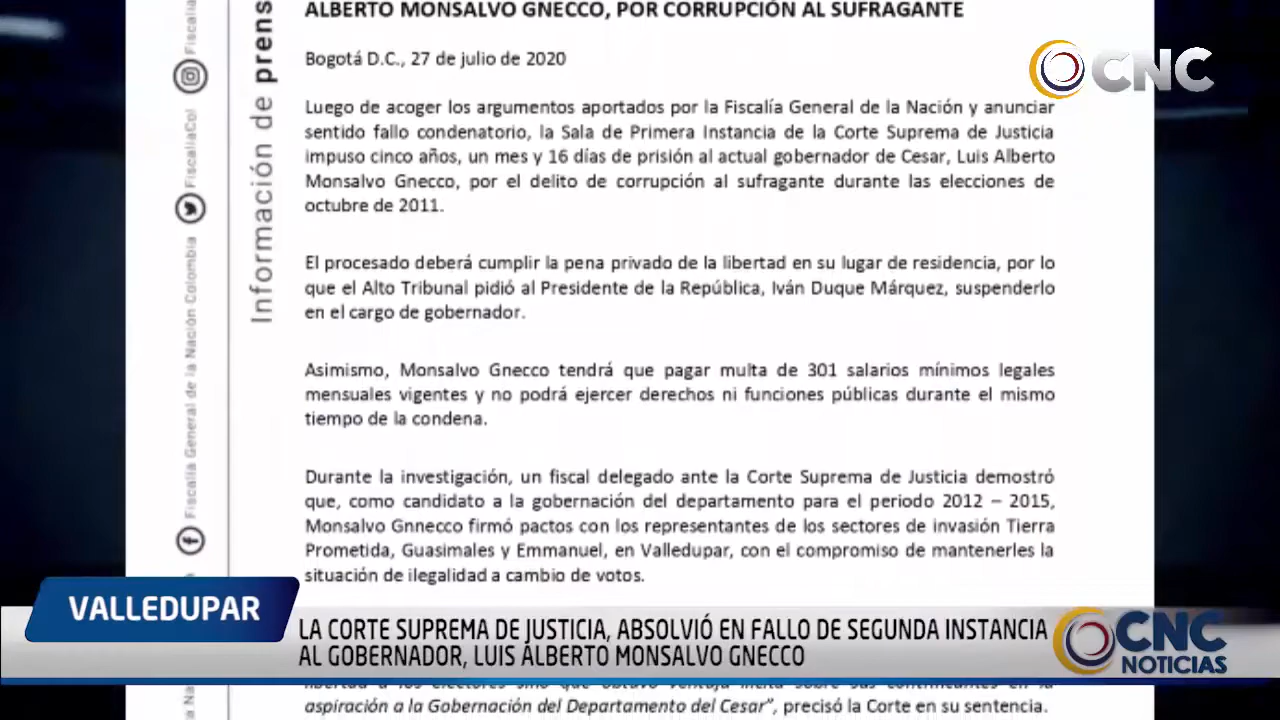 ALBERTO MONSALVO GNECCO, POR CORRUPCIÓN AL SUFRAGANTE
Bogotá D.C., 27 de julio de 2020
Luego de acoger los argumentos aportados por la Fiscalía General de la Nación y anunciar
sentido fallo condenatorio, la Sala de Primera Instancia de la Corte Suprema de Justicia
impuso cinco años, un mes y 16 días de prisión al actual gobernador de Cesar, Luis Alberto
Monsalvo Gnecco, por el delito de corrupción al sufragante durante las elecciones de
octubre de 2011.
El procesado deberá cumplir la pena privado de la libertad en su lugar de residencia, por lo
que el Alto Tribunal pidió al Presidente de la República, Iván Duque Márquez, suspenderlo
en el cargo de gobernador.
Asimismo, Monsalvo Gnecco tendrá que pagar multa de 301 salarios mínimos legales
mensuales vigentes y no podrá ejercer derechos ni funciones públicas durante el mismo
tiempo de la condena.
Durante la investigación, un fiscal delegado ante la Corte Suprema de Justicia demostró
que, como candidato a la gobernación del departamento para el periodo 2012 – 2015,
Monsalvo Gnnecco firmó pactos con los representantes de los sectores de invasión Tierra
Prometida, Guasimales y Emmanuel, en Valledupar, con el compromiso de mantenerles la
situación de ilegalidad a cambio de votos.
aspiración a la Gobernación del Departamento del Cesar”, precisó la Corte en su sentencia.
Información de prens
Fiscalia
FiscaliaCol
Fiscalía General de la Nación Colombia
CNC
VALLEDUPAR
LA CORTE SUPREMA DE JUSTICIA, ABSOLVIÓ EN FALLO DE SEGUNDA INSTANCIA
AL GOBERNADOR, LUIS ALBERTO MONSALVO GNECCO
CNC
NOTICIAS